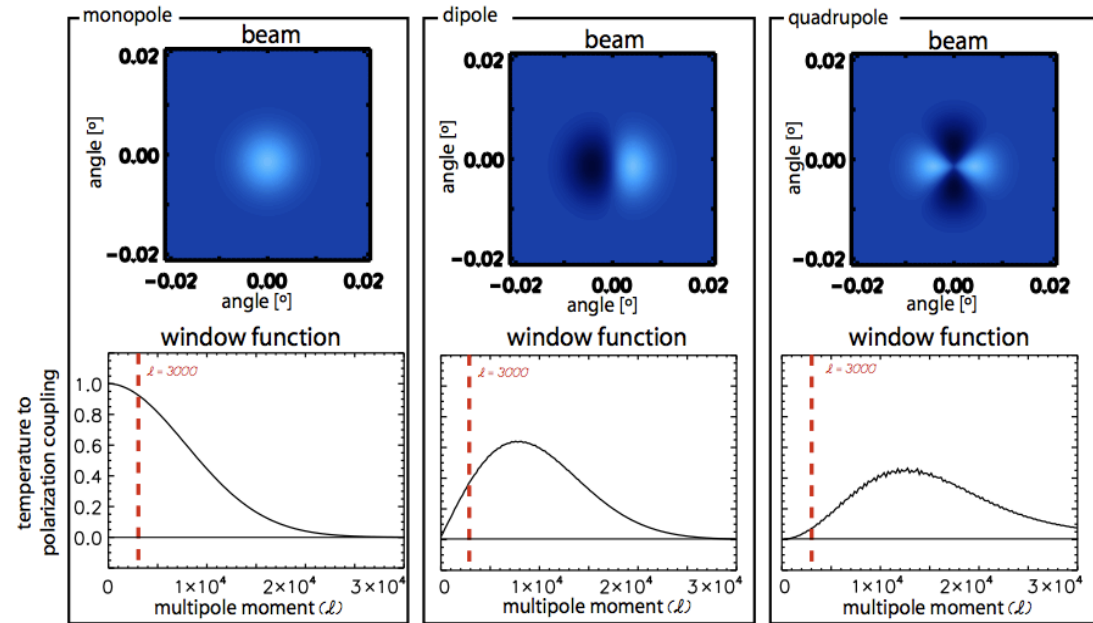 monopole
beam
0.02
0.00
−0.02
angle [º]
−0.02 0.00 0.02
angle [º]
window function
ℓ = 3000
1.0
0.8
0.6
0.4
0.2
0.0
temperature to
polarization coupling
0 1×10⁴ 2×10⁴ 3×10⁴
multipole moment (ℓ)
dipole
beam
0.02
0.00
−0.02
angle [º]
−0.02 0.00 0.02
angle [º]
window function
ℓ = 3000
0 1×10⁴ 2×10⁴ 3×10⁴
multipole moment (ℓ)
quadrupole
beam
0.02
0.00
−0.02
angle [º]
−0.02 0.00 0.02
angle [º]
window function
ℓ = 3000
0 1×10⁴ 2×10⁴ 3×10⁴
multipole moment (ℓ)